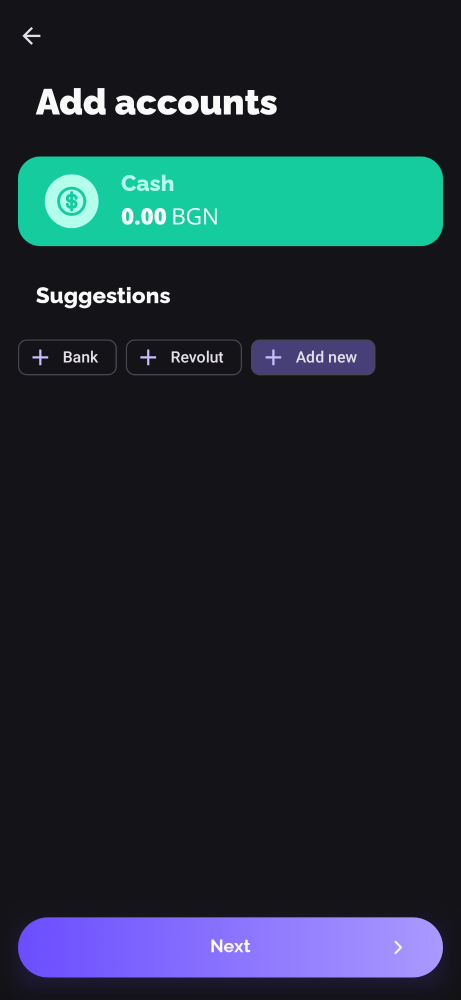 Add accounts
Cash
0.00 BGN
Suggestions
Bank
Revolut
Add new
Next